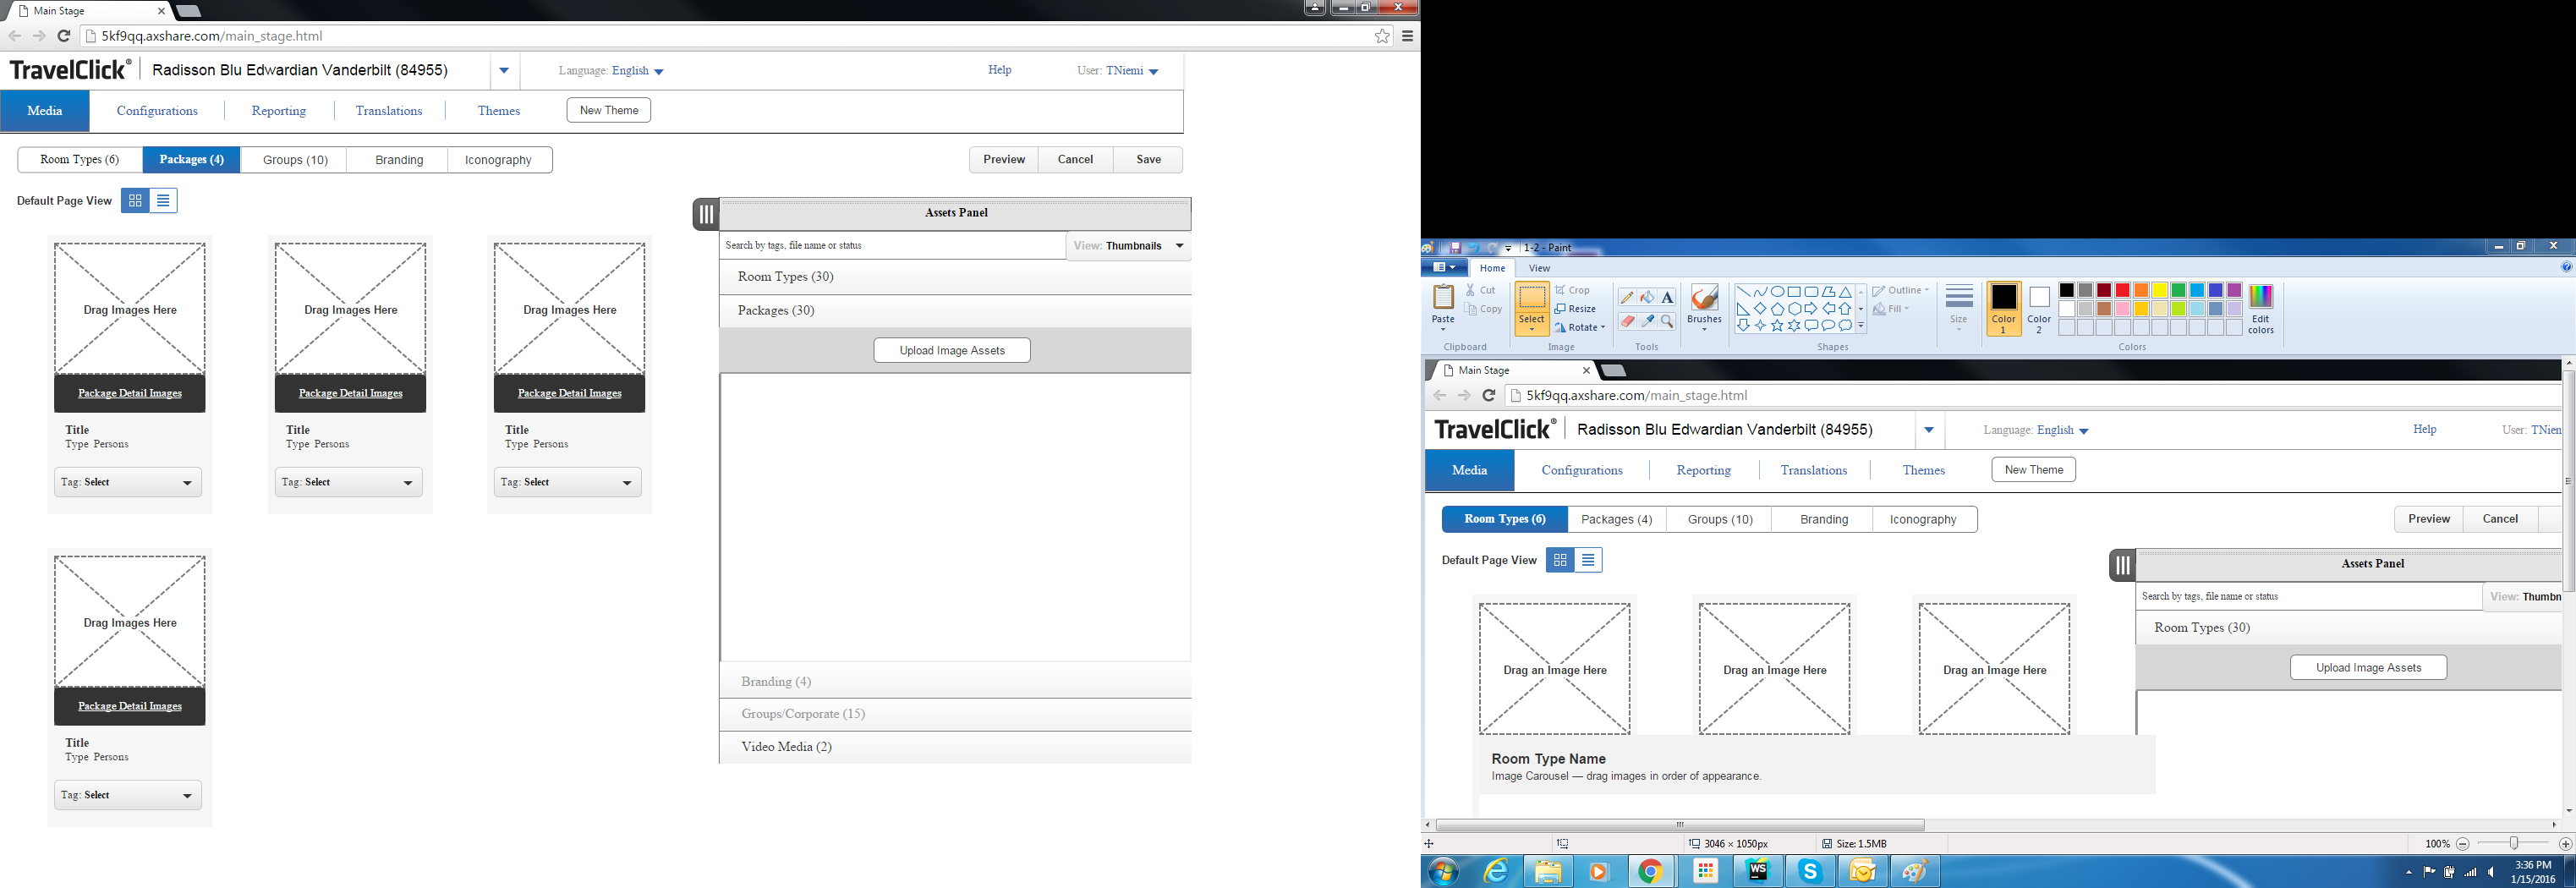 Main Stage
5kf9qq.axshare.com/main_stage.html
TravelClick® Radisson Blu Edwardian Vanderbilt (84955) Language: English Help User: TNiemi
Media Configurations Reporting Translations Themes New Theme
Room Types (6) Packages (4) Groups (10) Branding Iconography Preview Cancel Save
Default Page View
Assets Panel
Search by tags, file name or status View: Thumbnails
Room Types (30)
Packages (30)
Upload Image Assets
Branding (4)
Groups/Corporate (15)
Video Media (2)
Drag Images Here Drag Images Here Drag Images Here
Package Detail Images Package Detail Images Package Detail Images
Title Title Title
Type Persons Type Persons Type Persons
Tag: Select Tag: Select Tag: Select
Drag Images Here
Package Detail Images
Title
Type Persons
Tag: Select
1-2 - Paint
Home View
Paste Cut Copy Select Crop Resize Rotate Brushes Outline Fill Size Color 1 Color 2 Edit colors
Clipboard Image Tools Shapes Colors
Main Stage
5kf9qq.axshare.com/main_stage.html
TravelClick® Radisson Blu Edwardian Vanderbilt (84955) Language: English Help User: TNien
Media Configurations Reporting Translations Themes New Theme
Room Types (6) Packages (4) Groups (10) Branding Iconography Preview Cancel
Default Page View
Assets Panel
Search by tags, file name or status View: Thumbn
Room Types (30)
Upload Image Assets
Drag an Image Here Drag an Image Here Drag an Image Here
Room Type Name
Image Carousel — drag images in order of appearance.
3046 × 1050px Size: 1.5MB 100%
WS
3:36 PM
1/15/2016